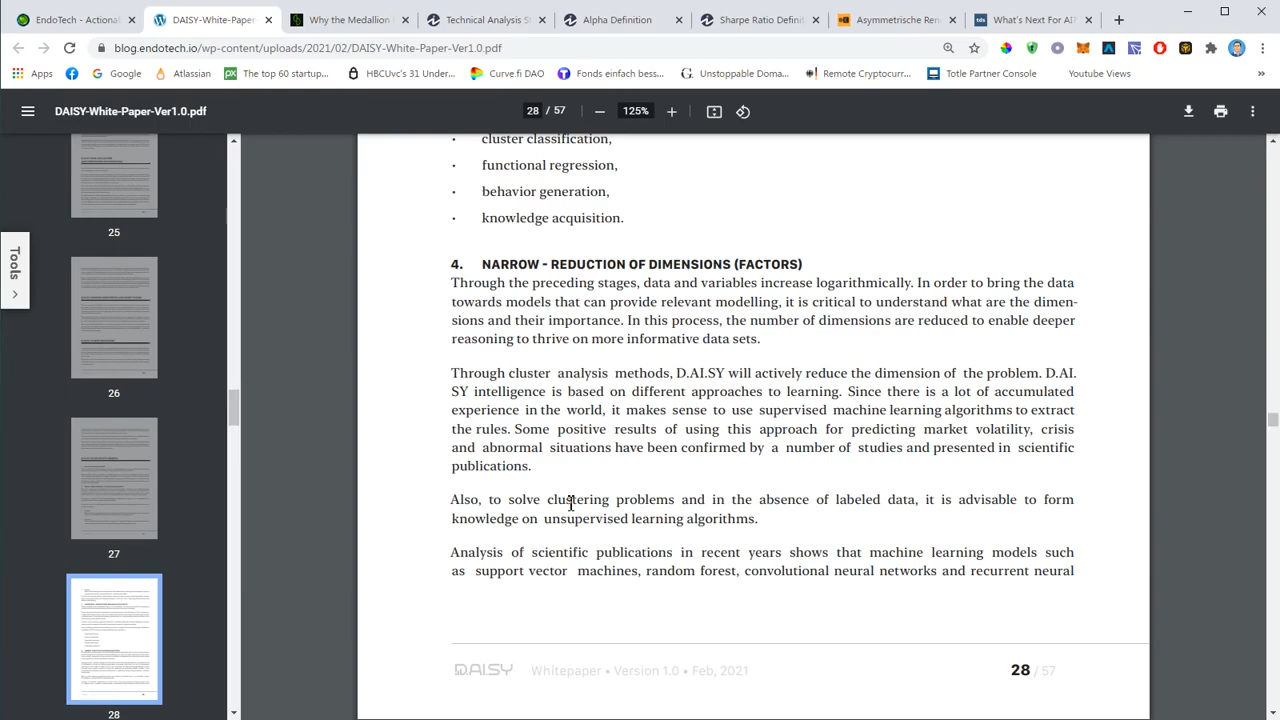 EndoTech - Actional
DAISY-White-Paper-
Why the Medallion F
Technical Analysis S
Alpha Definition
Sharpe Ratio Defini
Asymmetrische Ren
What's Next For AI?
blog.endotech.io/wp-content/uploads/2021/02/DAISY-White-Paper-Ver1.0.pdf
Apps
Google
Atlassian
The top 60 startup...
HBCUvc's 31 Under...
Curve.fi DAO
Fonds einfach bess...
Unstoppable Doma...
Remote Cryptocurr...
Totle Partner Console
Youtube Views
»
DAISY-White-Paper-Ver1.0.pdf
28 / 57
125%
Tools
25
26
27
28
• cluster classification,
• functional regression,
• behavior generation,
• knowledge acquisition.
4. NARROW - REDUCTION OF DIMENSIONS (FACTORS)
Through the preceding stages, data and variables increase logarithmically. In order to bring the data
towards models that can provide relevant modelling, it is critical to understand what are the dimen-
sions and their importance. In this process, the number of dimensions are reduced to enable deeper
reasoning to thrive on more informative data sets.
Through cluster analysis methods, D.AI.SY will actively reduce the dimension of the problem. D.AI.
SY intelligence is based on different approaches to learning. Since there is a lot of accumulated
experience in the world, it makes sense to use supervised machine learning algorithms to extract
the rules. Some positive results of using this approach for predicting market volatility, crisis
and abnormal situations have been confirmed by a number of studies and presented in scientific
publications.
Also, to solve clustering problems and in the absence of labeled data, it is advisable to form
knowledge on unsupervised learning algorithms.
Analysis of scientific publications in recent years shows that machine learning models such
as support vector machines, random forest, convolutional neural networks and recurrent neural
DAISY Whitepaper • Version 1.0 • Feb, 2021
28 / 57